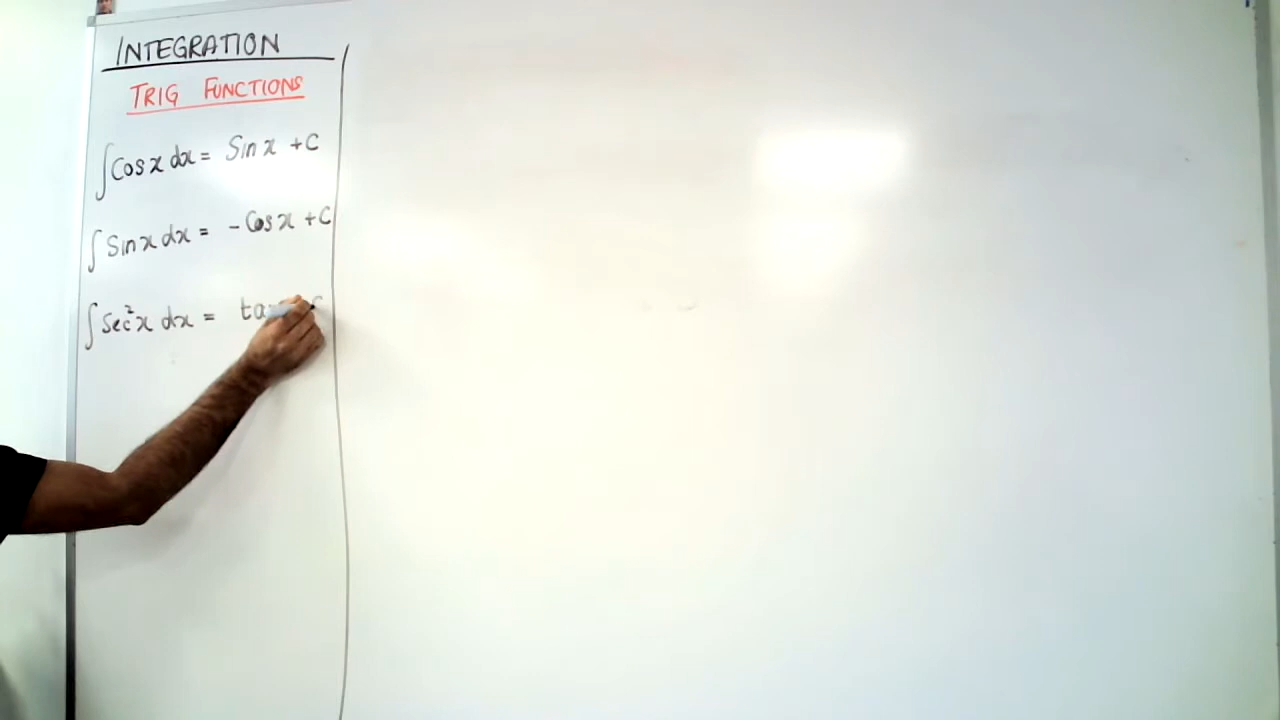 INTEGRATION
TRIG FUNCTIONS
∫Cos x dx = Sin x + C
∫Sin x dx = - Cos x + C
∫Sec²x dx =